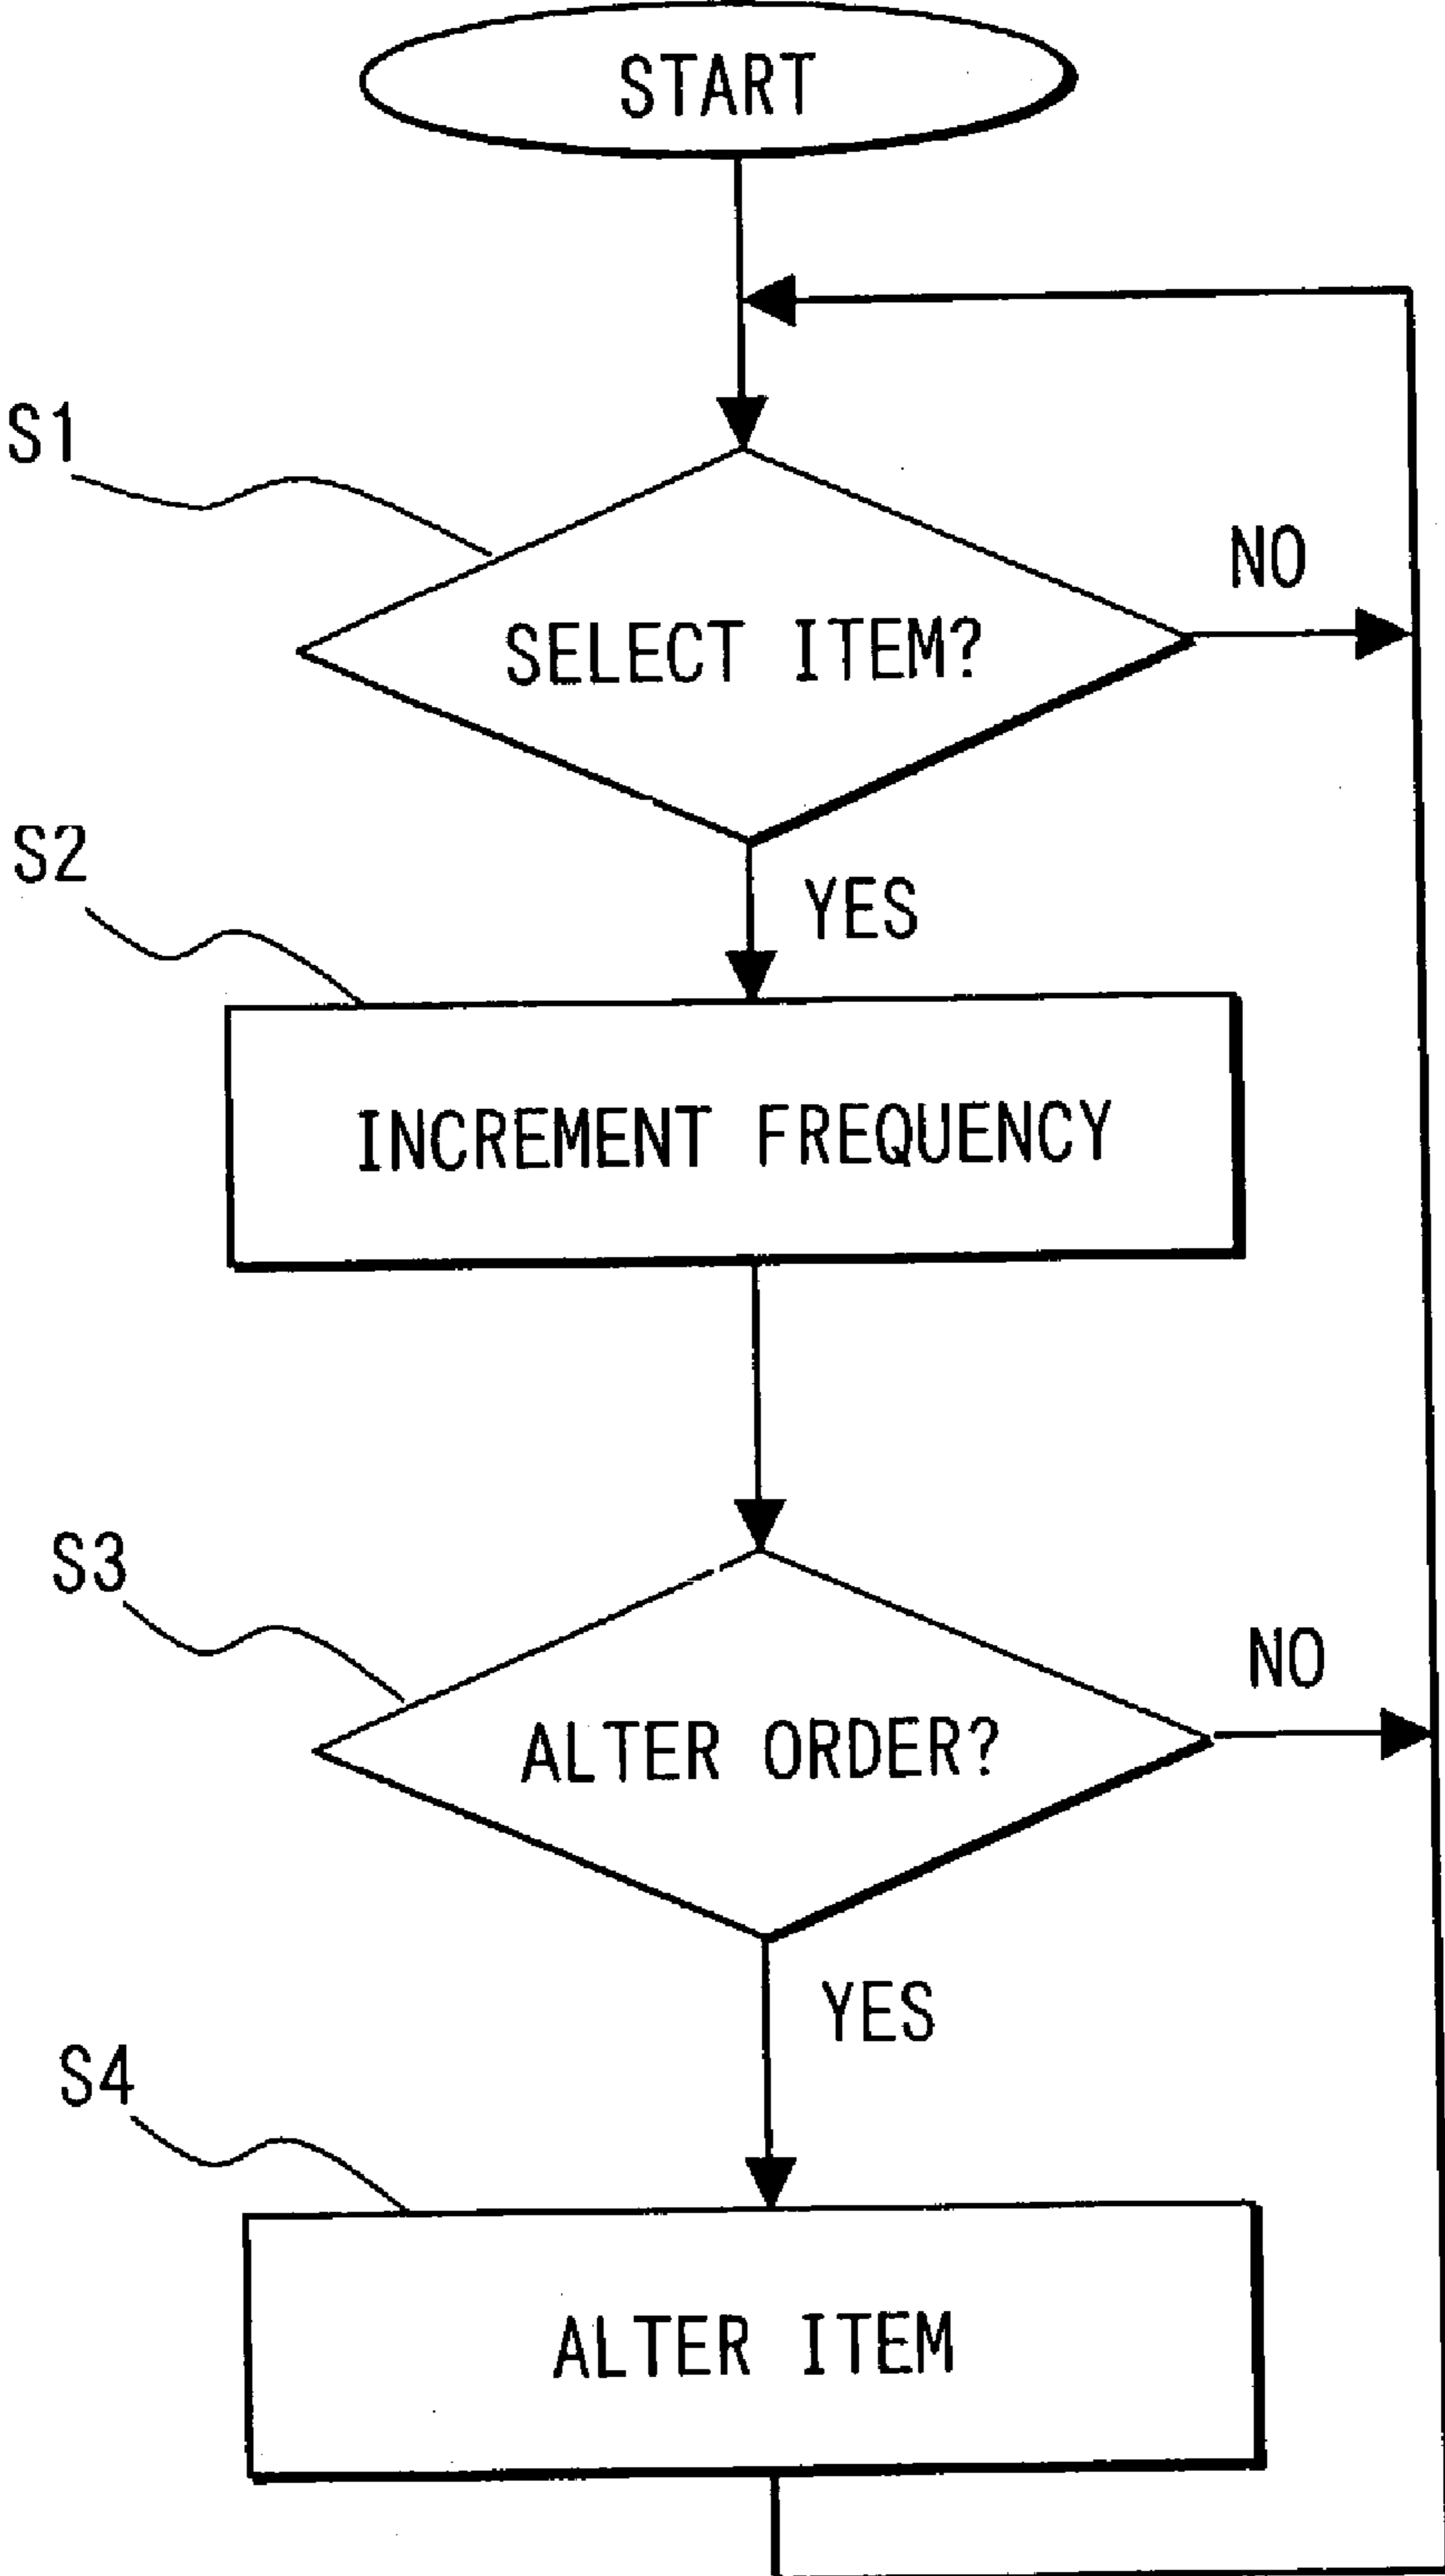 START
S1
NO
SELECT ITEM?
S2
YES
INCREMENT FREQUENCY
S3
NO
ALTER ORDER?
YES
S4
ALTER ITEM